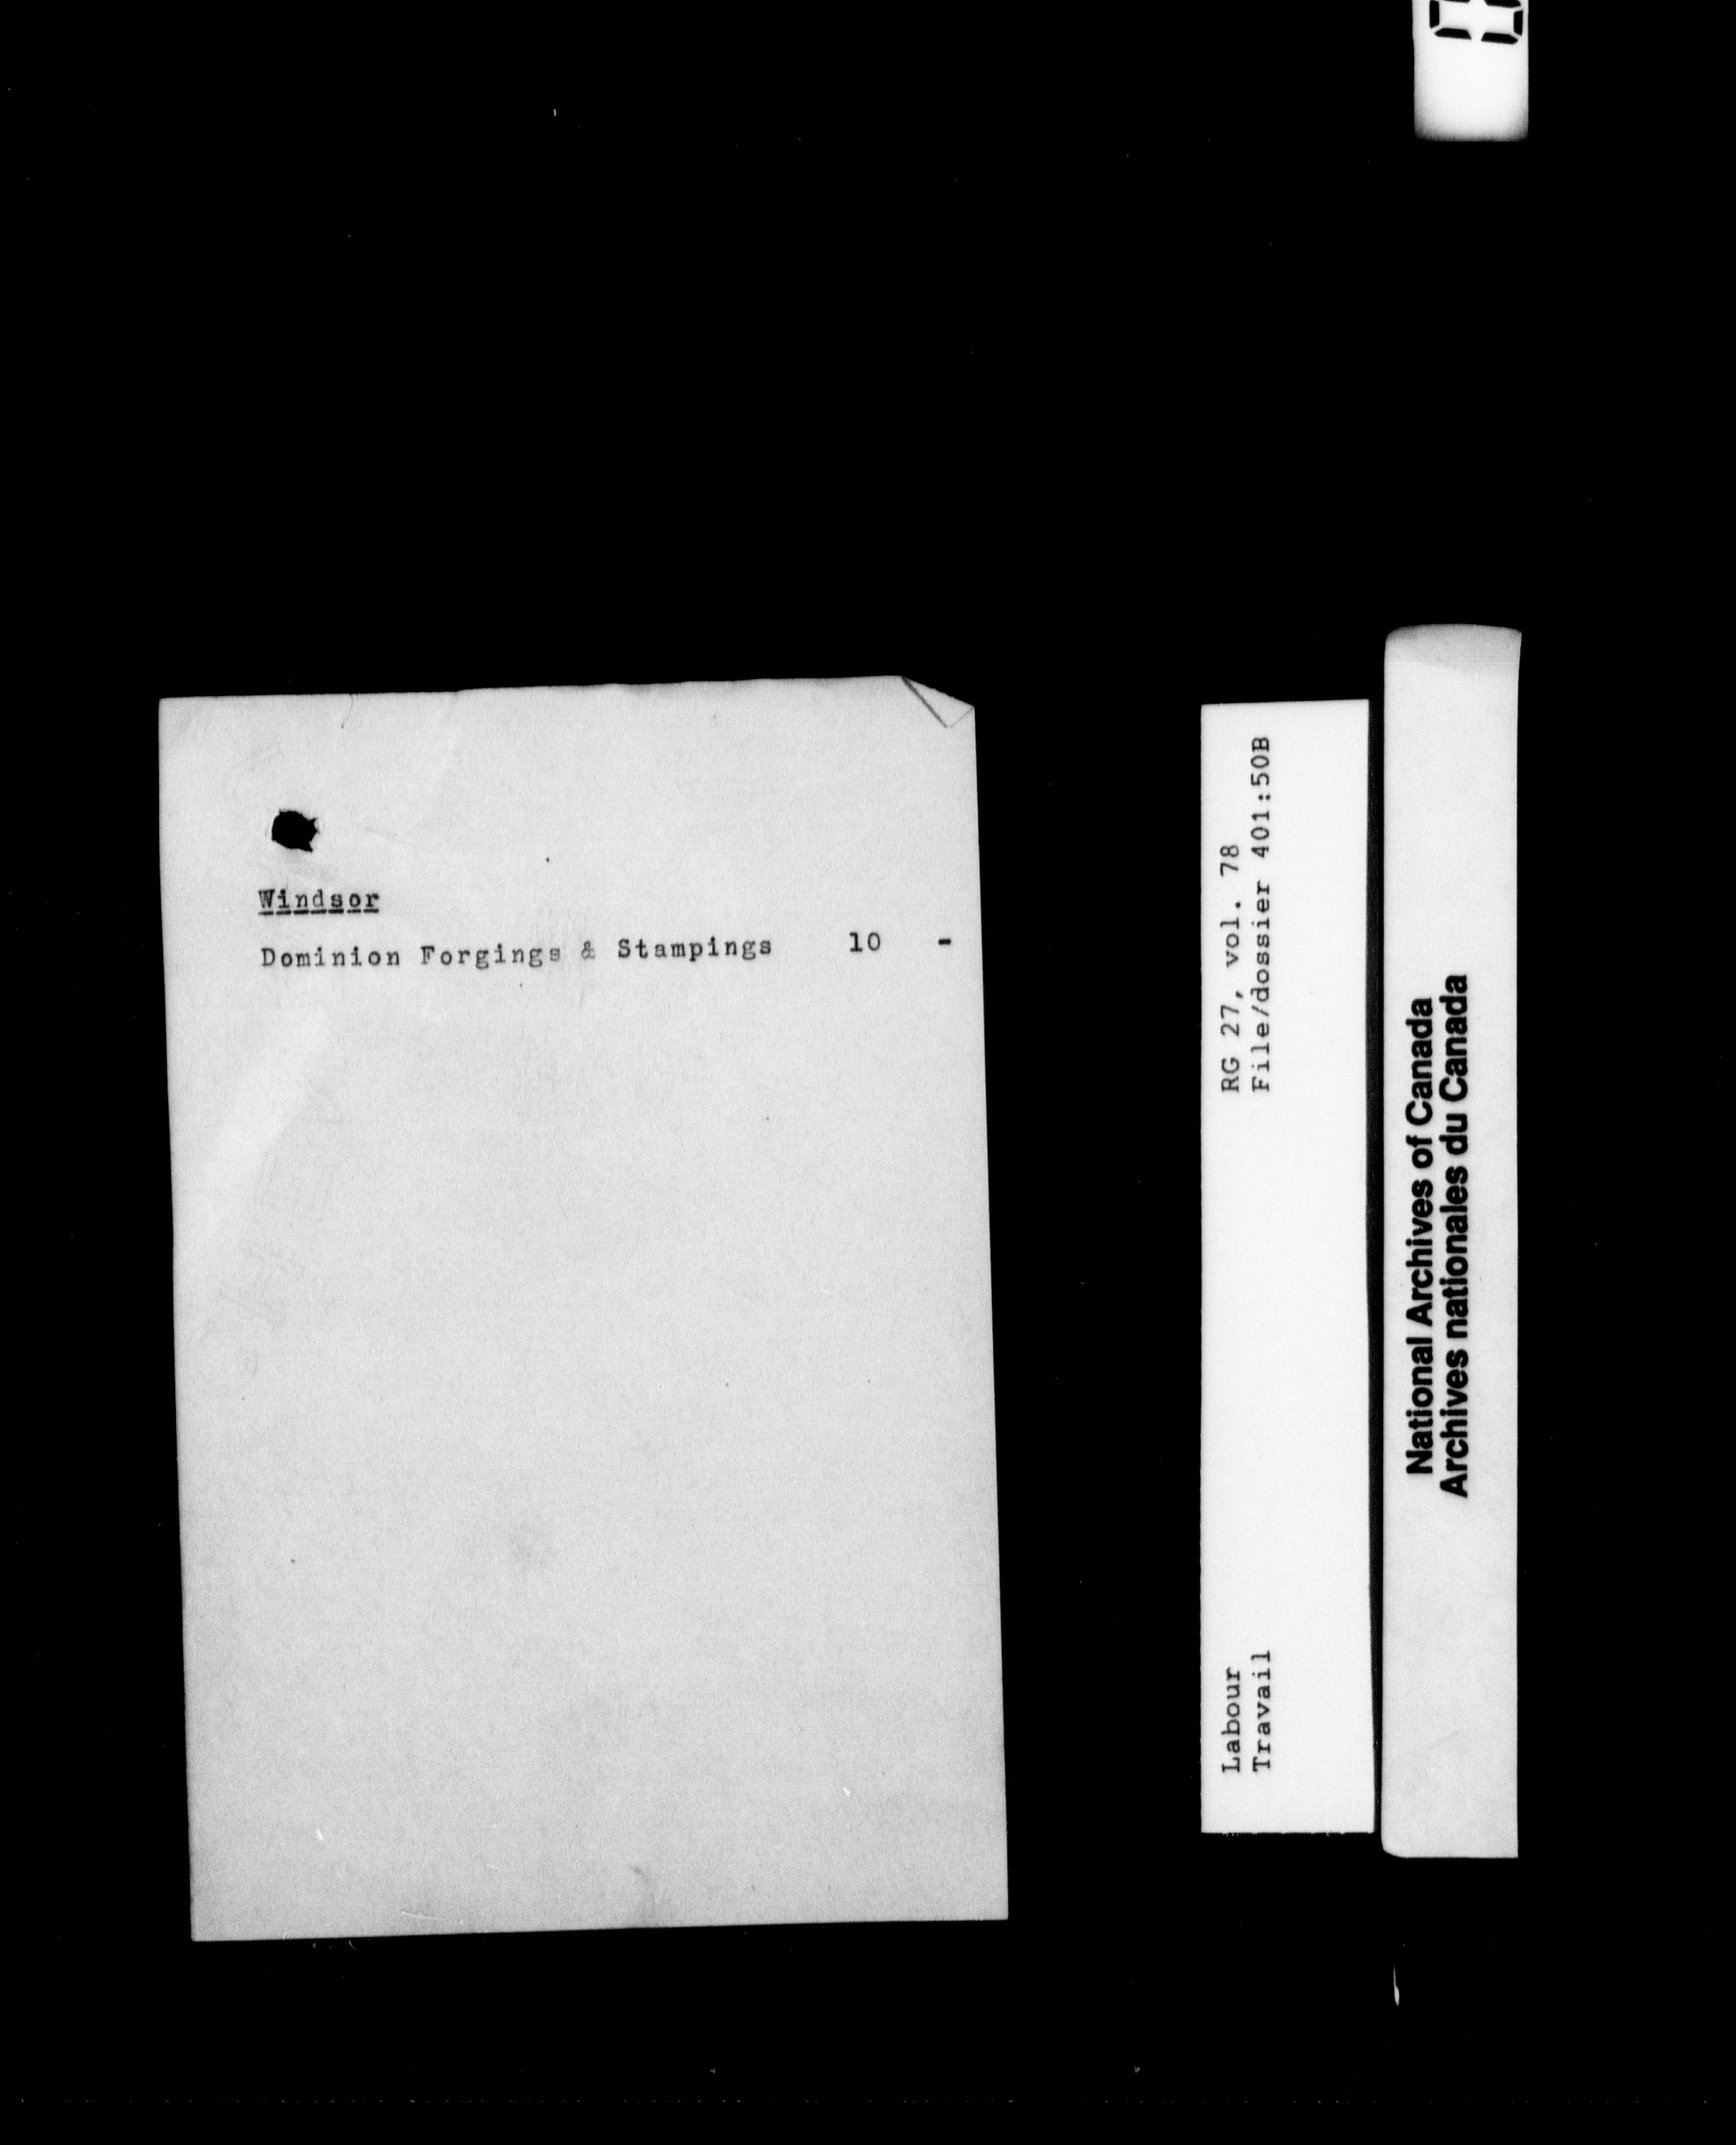 Windsor
Dominion Forgings & Stampings 10 -
RG 27, vol. 78
File/dossier 401:50B
Labour
Travail
National Archives of Canada
Archives nationales du Canada